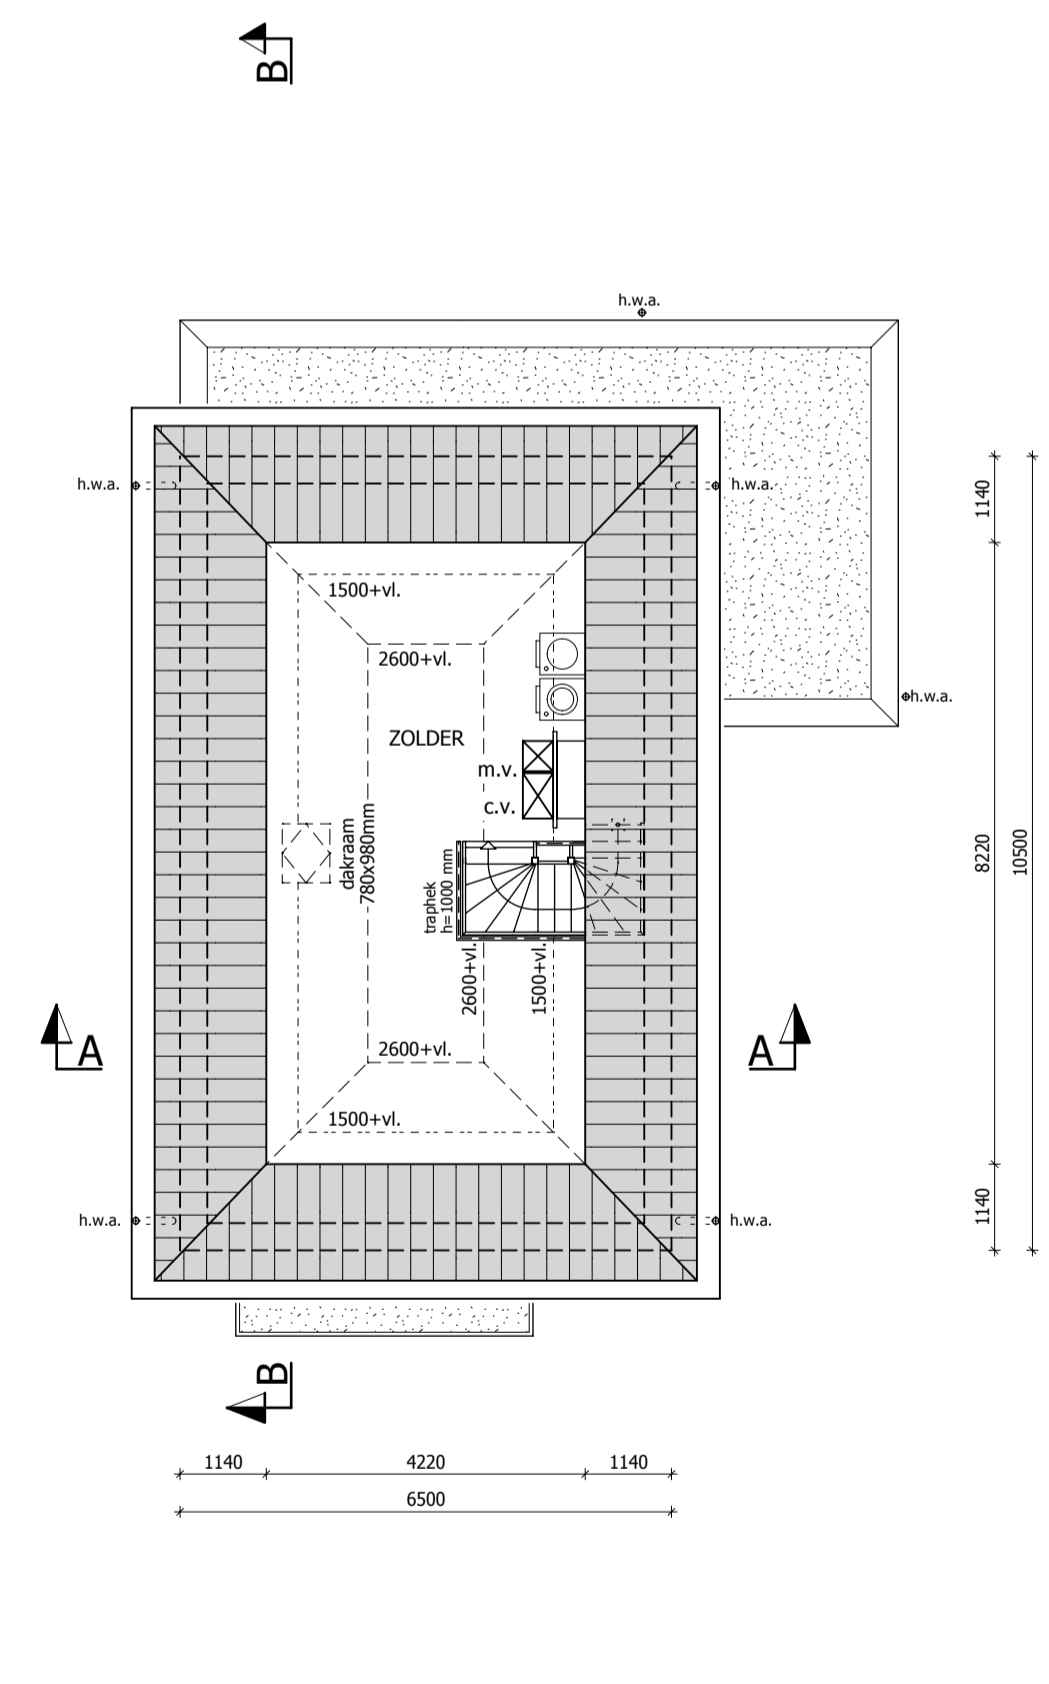 B
h.w.a.
h.w.a.
h.w.a.
1140
1500+vl.
2600+vl.
h.w.a.
ZOLDER
m.v.
c.v.
dakraam
780x980mm
traphek
h=1000 mm
8220
10500
2600+vl.
1500+vl.
A
A
2600+vl.
1500+vl.
1140
h.w.a.
h.w.a.
B
1140
4220
1140
6500